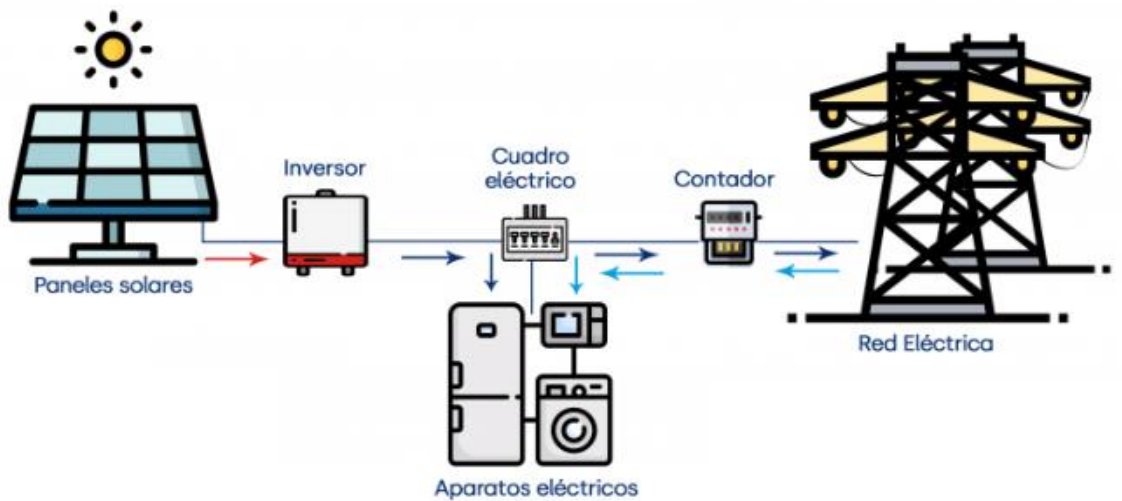 Inversor
Cuadro
eléctrico
Contador
Paneles solares
Red Eléctrica
Aparatos eléctricos